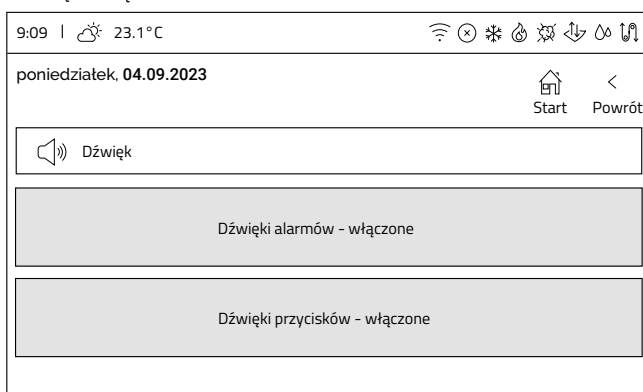 9:09 | 23.1°C
poniedziałek, 04.09.2023
Start
Powrót
Dźwięk
Dźwięki alarmów - włączone
Dźwięki przycisków - włączone